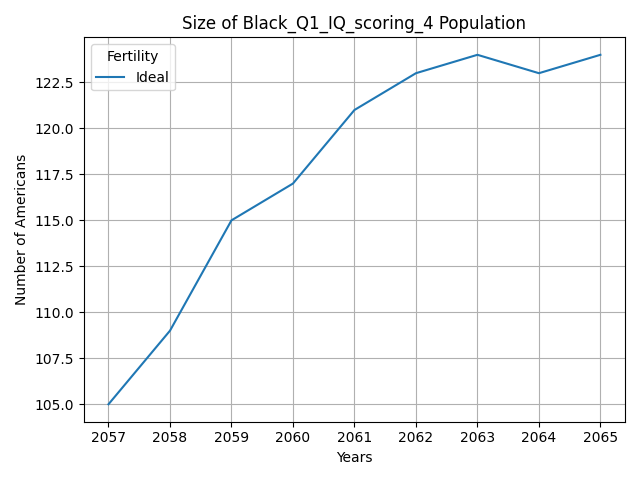 Size of Black_Q1_IQ_scoring_4 Population
Fertility
Ideal
Number of Americans
122.5
120.0
117.5
115.0
112.5
110.0
107.5
105.0
2057 2058 2059 2060 2061 2062 2063 2064 2065
Years